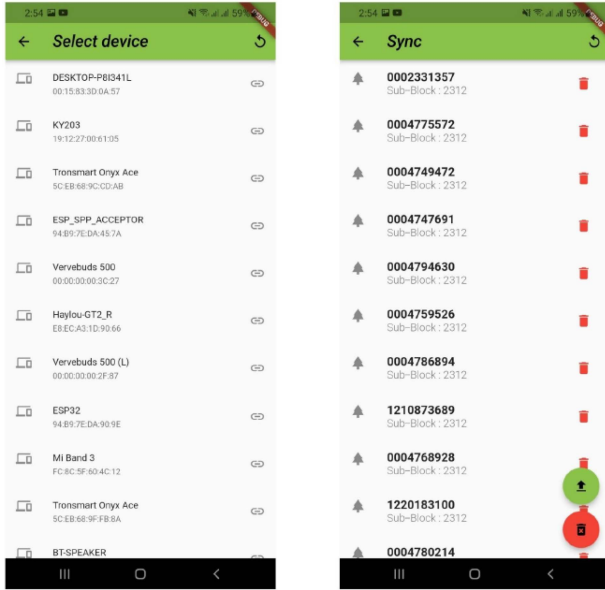 2:54 59%
Select device
DESKTOP-P8I341L
00:15:83:3D:0A:57
KY203
19:12:27:00:61:05
Tronsmart Onyx Ace
5C:EB:68:9C:CD:AB
ESP_SPP_ACCEPTOR
94:B9:7E:DA:45:7A
Vervebuds 500
00:00:00:00:3C:27
Haylou-GT2_R
E8:EC:A3:1D:90:66
Vervebuds 500 (L)
00:00:00:00:2F:87
ESP32
94:B9:7E:DA:90:9E
Mi Band 3
FC:8C:5F:60:4C:12
Tronsmart Onyx Ace
5C:EB:68:9F:FB:8A
BT-SPEAKER
2:54 59%
Sync
0002331357
Sub-Block : 2312
0004775572
Sub-Block : 2312
0004749472
Sub-Block : 2312
0004747691
Sub-Block : 2312
0004794630
Sub-Block : 2312
0004759526
Sub-Block : 2312
0004786894
Sub-Block : 2312
1210873689
Sub-Block : 2312
0004768928
Sub-Block : 2312
1220183100
Sub-Block : 2312
0004780214